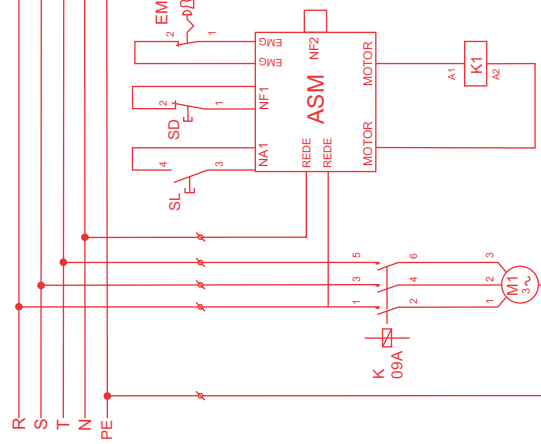 EM
2
1
EMG
EMG
NF2
MOTOR
A1
K1
A2
2
1
SD
NF1
ASM
4
3
SL
NA1
REDE
REDE
MOTOR
5
6
3
3
4
2
1
2
1
M1
3~
K
09A
R
S
T
N
PE